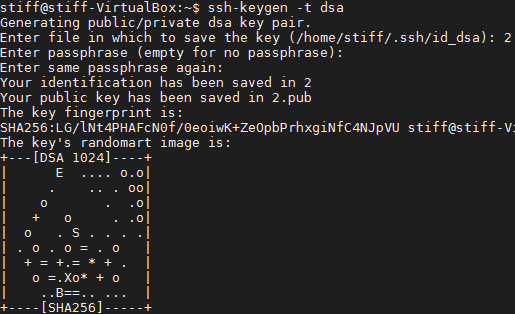 stiff@stiff-VirtualBox:~$ ssh-keygen -t dsa
Generating public/private dsa key pair.
Enter file in which to save the key (/home/stiff/.ssh/id_dsa): 2
Enter passphrase (empty for no passphrase):
Enter same passphrase again:
Your identification has been saved in 2
Your public key has been saved in 2.pub
The key fingerprint is:
SHA256:LG/lNt4PHAFcN0f/0eoiwK+ZeOpbPrhxgiNfC4NJpVU stiff@stiff-Vi
The key's randomart image is:
+---[DSA 1024]----+
|      E  .... o.o|
|     .    .. . oo|
|    o       .  .o|
|   +   o     . .o|
|  o   . S . . . .|
| . o . o = . o   |
|  + = +.= * + .  |
|   o =.Xo* + o   |
|    ..B==.. ...  |
+----[SHA256]-----+